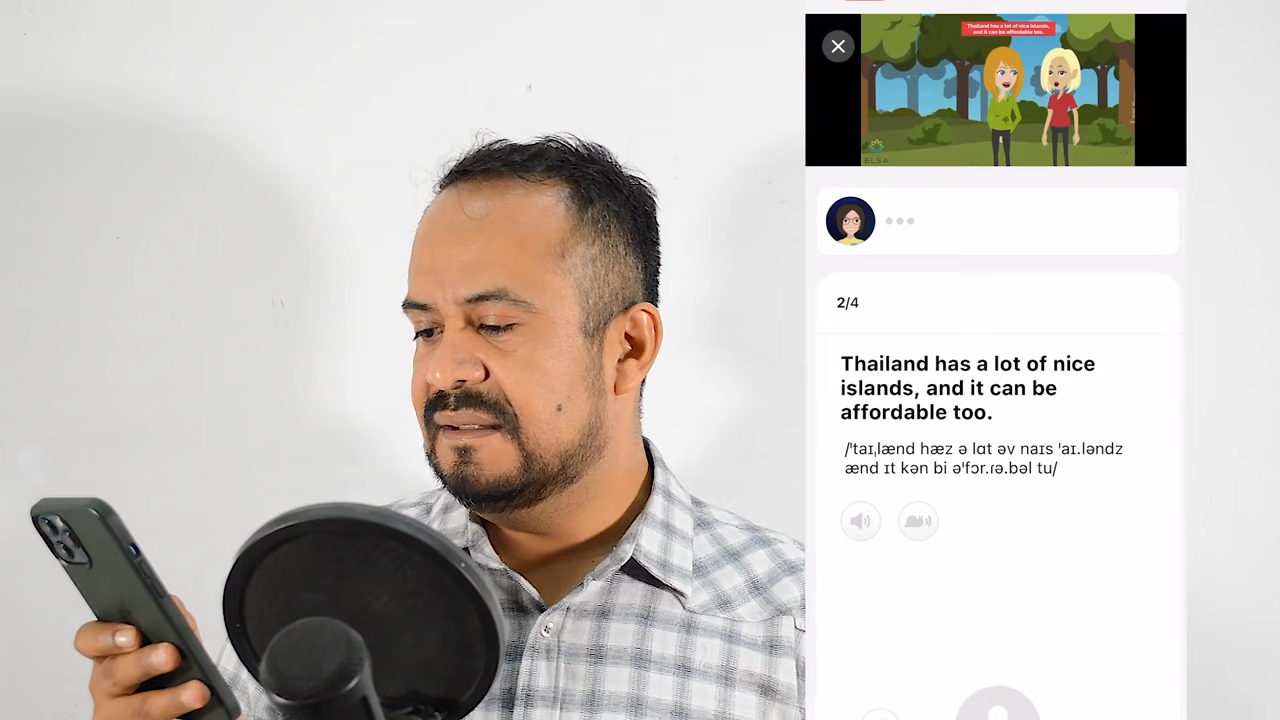 Thailand has a lot of nice islands,
and it can be affordable too.
ELSA
2/4
Thailand has a lot of nice
islands, and it can be
affordable too.
/ˈtaɪˌlænd hæz ə lɑt əv naɪs ˈaɪ.ləndz
ænd ɪt kən bi əˈfɔr.ɾə.bəl tu/